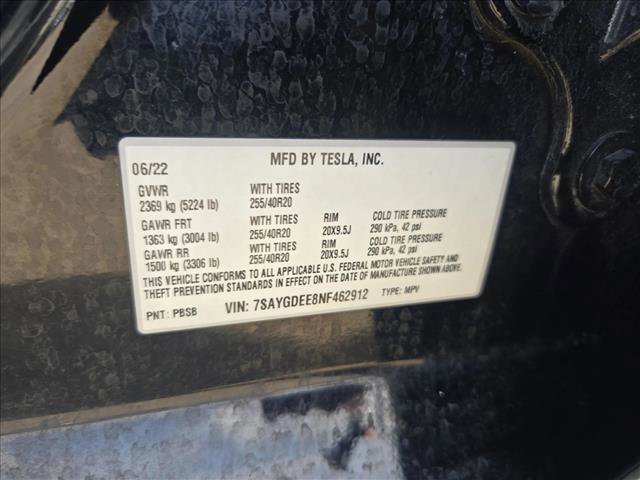 MFD BY TESLA, INC.
06/22
GVWR WITH TIRES
2369 kg (5224 lb) 255/40R20
GAWR FRT WITH TIRES RIM COLD TIRE PRESSURE
1363 kg (3004 lb) 255/40R20 20X9.5J 290 kPa, 42 psi
GAWR RR WITH TIRES RIM COLD TIRE PRESSURE
1500 kg (3306 lb) 255/40R20 20X9.5J 290 kPa, 42 psi
THIS VEHICLE CONFORMS TO ALL APPLICABLE U.S. FEDERAL MOTOR VEHICLE SAFETY AND
THEFT PREVENTION STANDARDS IN EFFECT ON THE DATE OF MANUFACTURE SHOWN ABOVE.
PNT: PBSB VIN: 7SAYGDEE8NF462912 TYPE: MPV